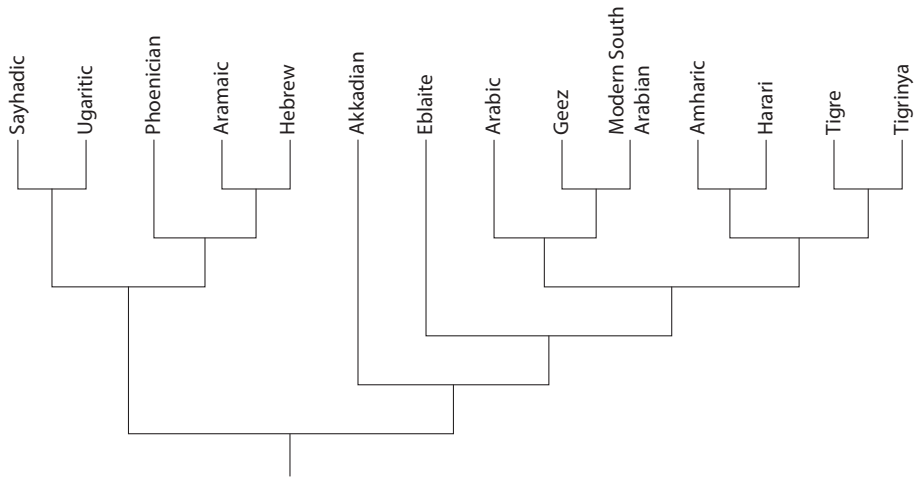 Sayhadic
Ugaritic
Phoenician
Aramaic
Hebrew
Akkadian
Eblaite
Arabic
Geez
Modern South
Arabian
Amharic
Harari
Tigre
Tigrinya